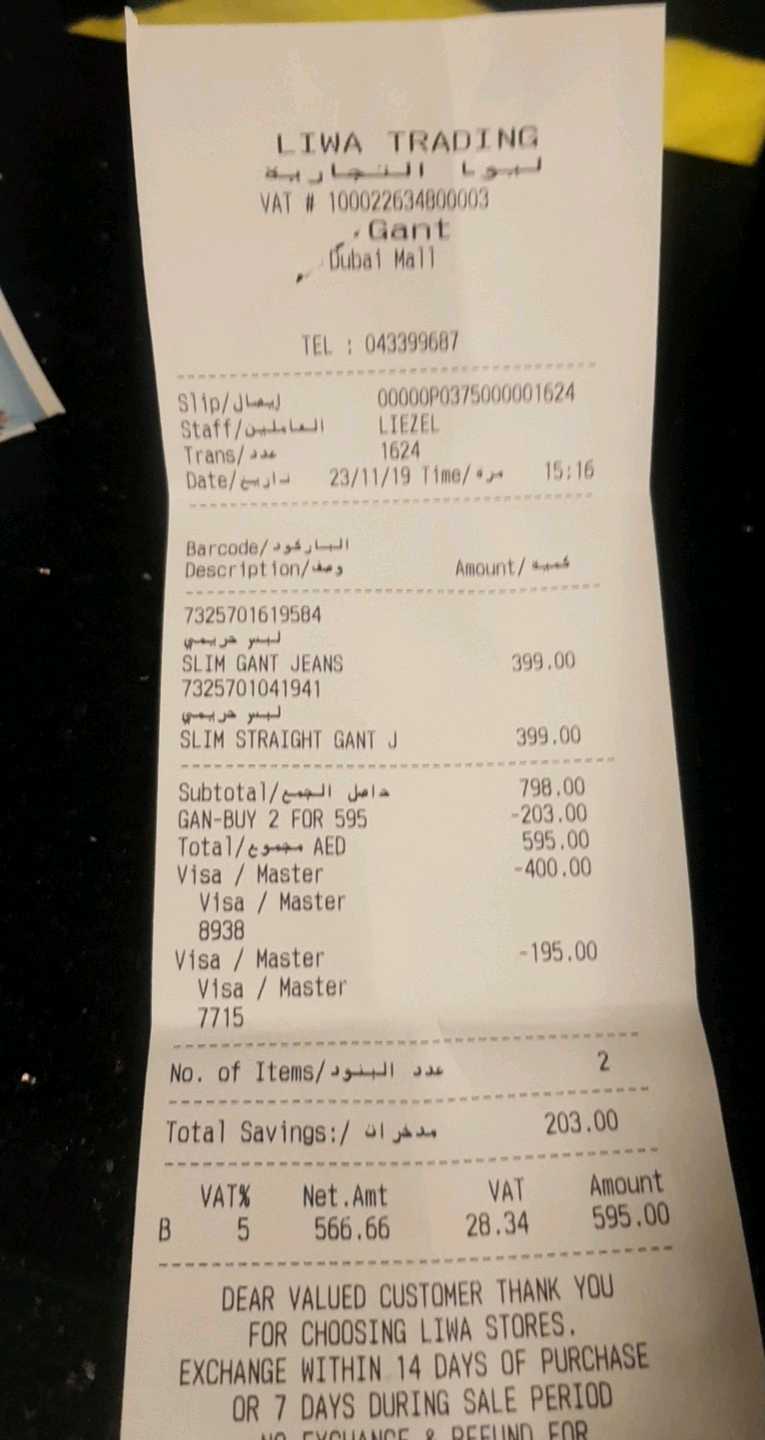 LIWA TRADING
ليوا التجارية
VAT # 100022634800003
Gant
Dubai Mall
TEL : 043399687
Slip/إيصال 00000P0375000001624
Staff/العاملين LIEZEL
Trans/عدد 1624
Date/تاريخ 23/11/19 Time/مرة 15:16
Barcode/الباركود
Description/وصف Amount/كمية
7325701619584
لبس حريمي
SLIM GANT JEANS 399.00
7325701041941
لبس حريمي
SLIM STRAIGHT GANT J 399.00
Subtotal/حاصل الجمع 798.00
GAN-BUY 2 FOR 595 -203.00
Total/مجموع AED 595.00
Visa / Master -400.00
Visa / Master
8938
Visa / Master -195.00
Visa / Master
7715
No. of Items/عدد البنود 2
Total Savings:/مدخرات 203.00
VAT% Net.Amt VAT Amount
B 5 566.66 28.34 595.00
DEAR VALUED CUSTOMER THANK YOU
FOR CHOOSING LIWA STORES.
EXCHANGE WITHIN 14 DAYS OF PURCHASE
OR 7 DAYS DURING SALE PERIOD
NO EXCHANGE & REFUND FOR